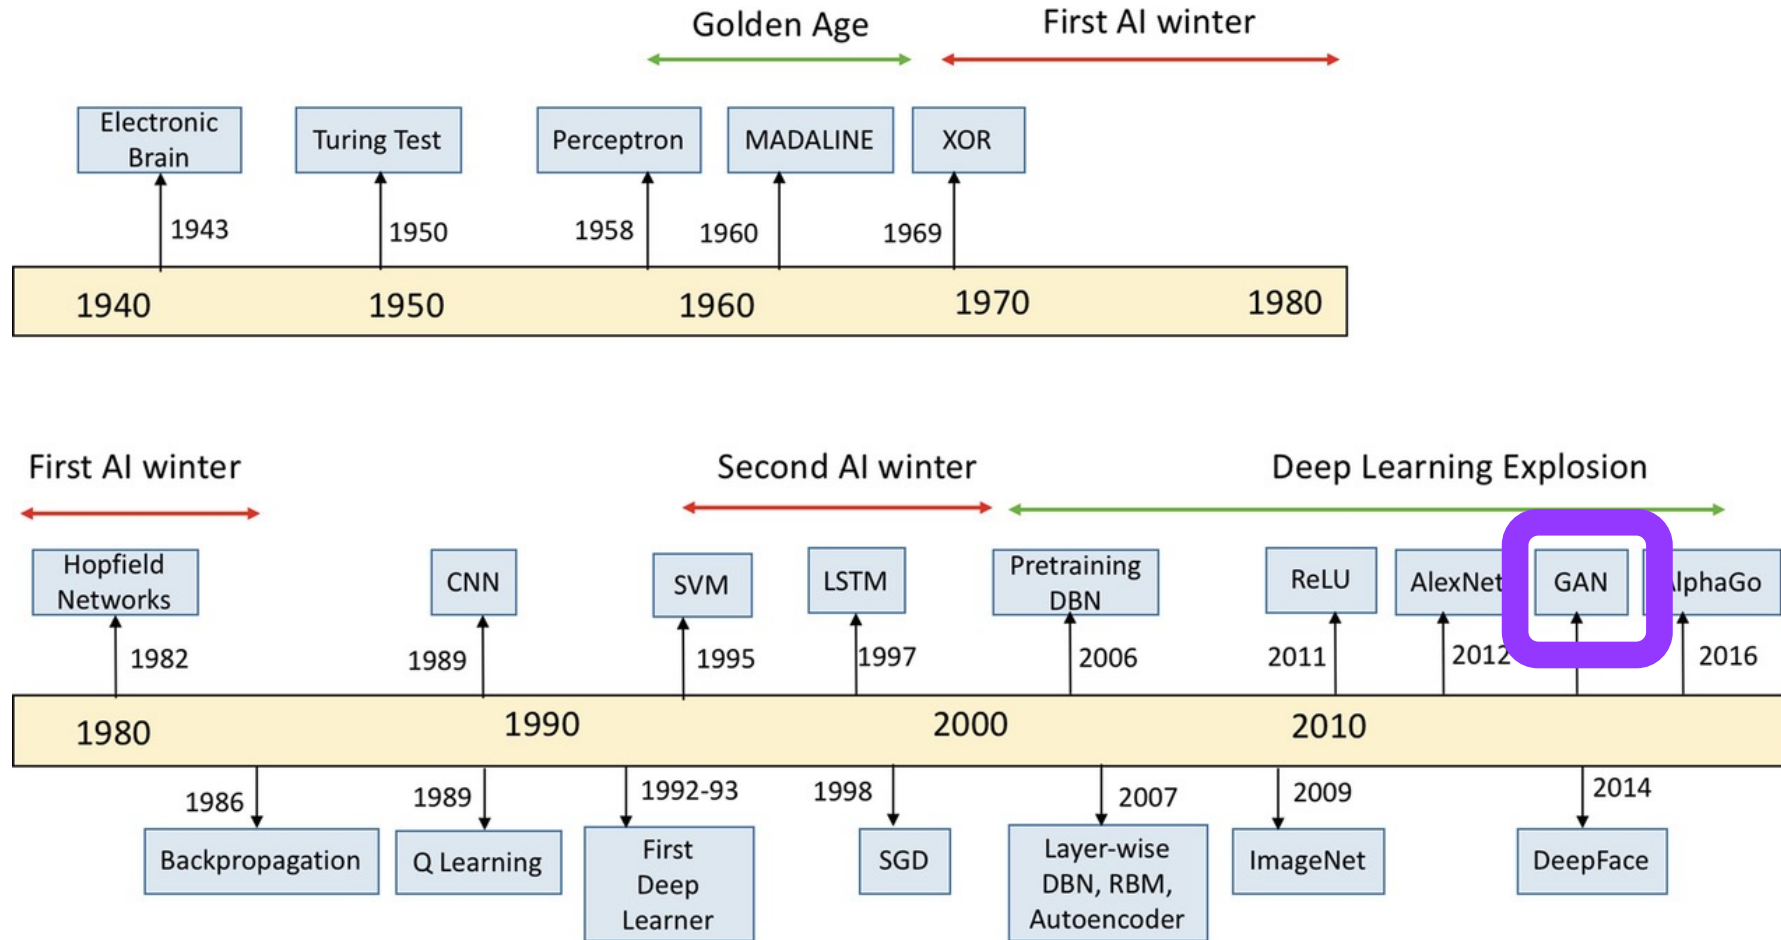 Golden Age
First AI winter
Electronic
Brain
Turing Test
Perceptron
MADALINE
XOR
1943
1950
1958
1960
1969
1940
1950
1960
1970
1980
First AI winter
Second AI winter
Deep Learning Explosion
Hopfield
Networks
CNN
SVM
LSTM
Pretraining
DBN
ReLU
AlexNet
GAN
AlphaGo
1982
1989
1995
1997
2006
2011
2012
2016
1980
1990
2000
2010
1986
1989
1992-93
1998
2007
2009
2014
Backpropagation
Q Learning
First
Deep
Learner
SGD
Layer-wise
DBN, RBM,
Autoencoder
ImageNet
DeepFace